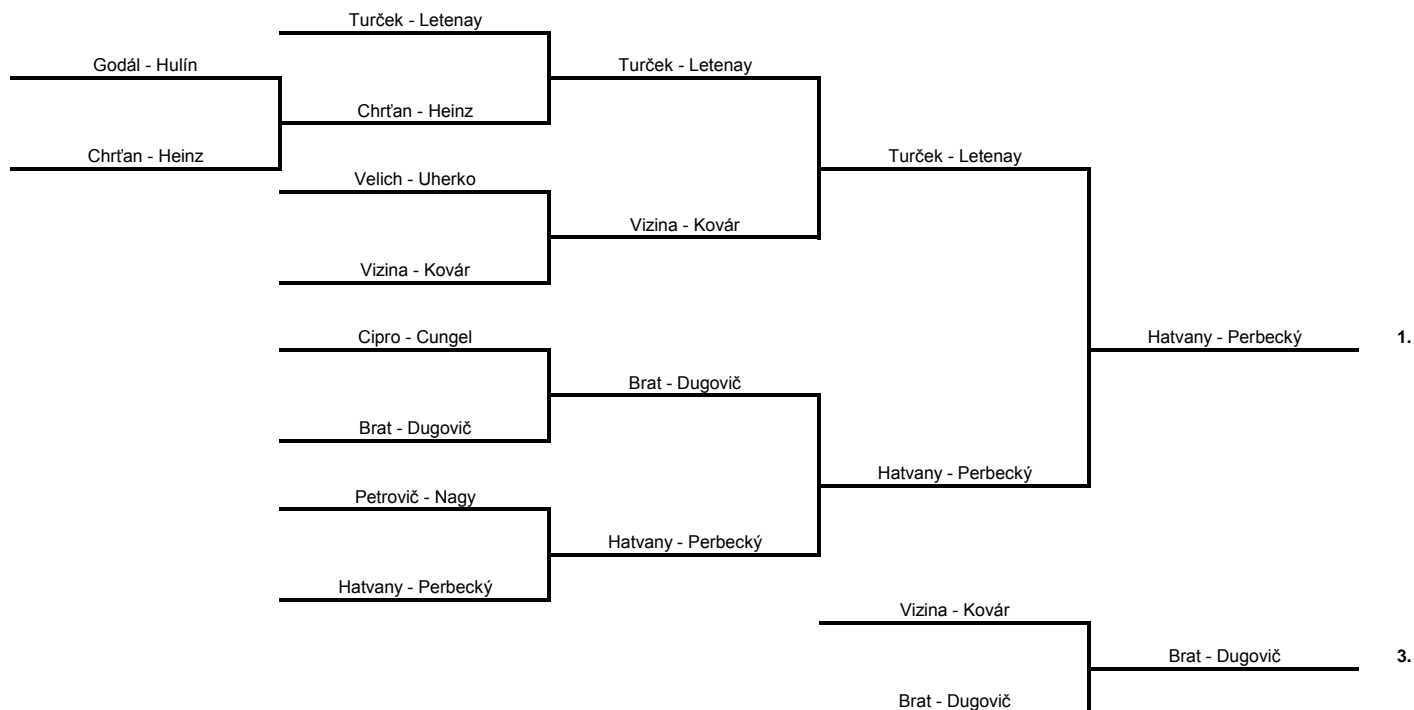 Turček - Letenay
Godál - Hulín
Turček - Letenay
Chrťan - Heinz
Chrťan - Heinz
Turček - Letenay
Velich - Uherko
Vizina - Kovár
Vizina - Kovár
Cipro - Cungel
Hatvany - Perbecký 1.
Brat - Dugovič
Brat - Dugovič
Hatvany - Perbecký
Petrovič - Nagy
Hatvany - Perbecký
Hatvany - Perbecký
Vizina - Kovár
Brat - Dugovič 3.
Brat - Dugovič